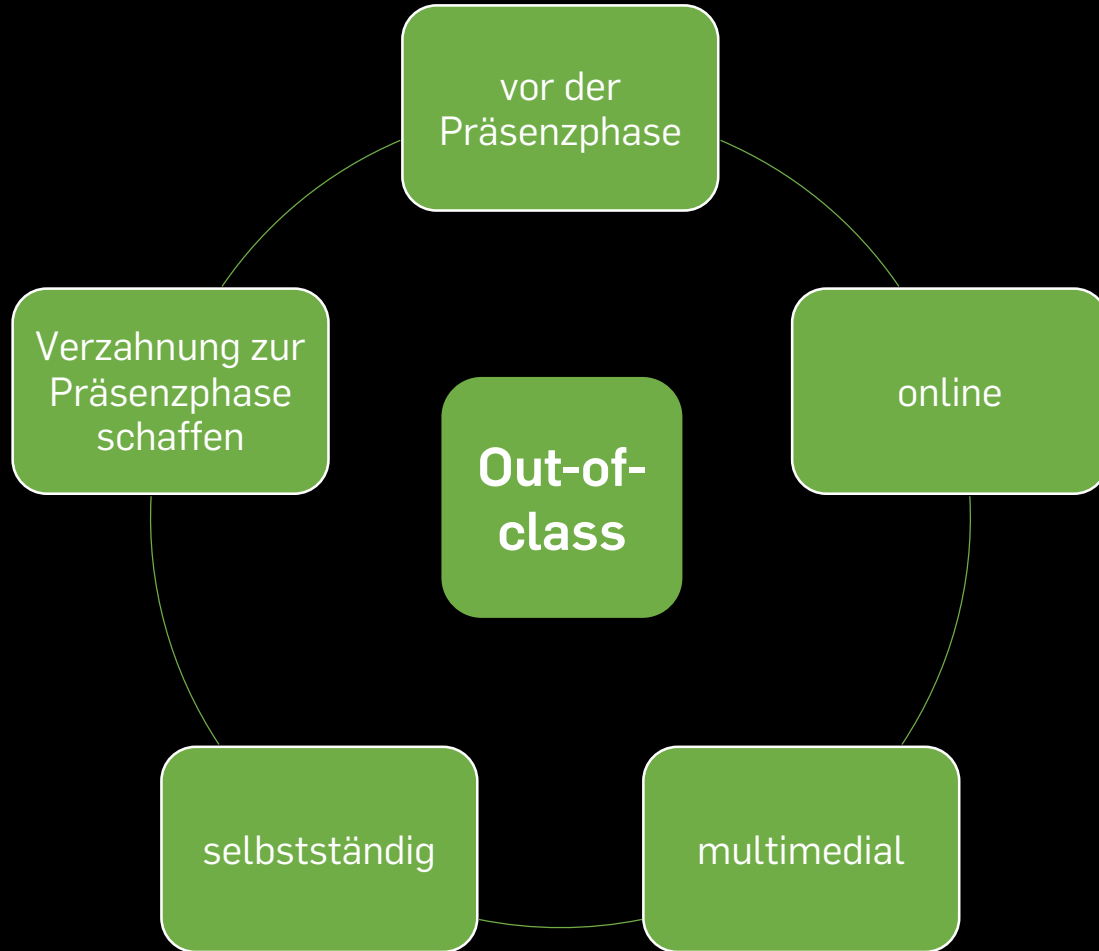 vor der
Präsenzphase
online
multimedial
selbstständig
Verzahnung zur
Präsenzphase
schaffen
Out-of-
class